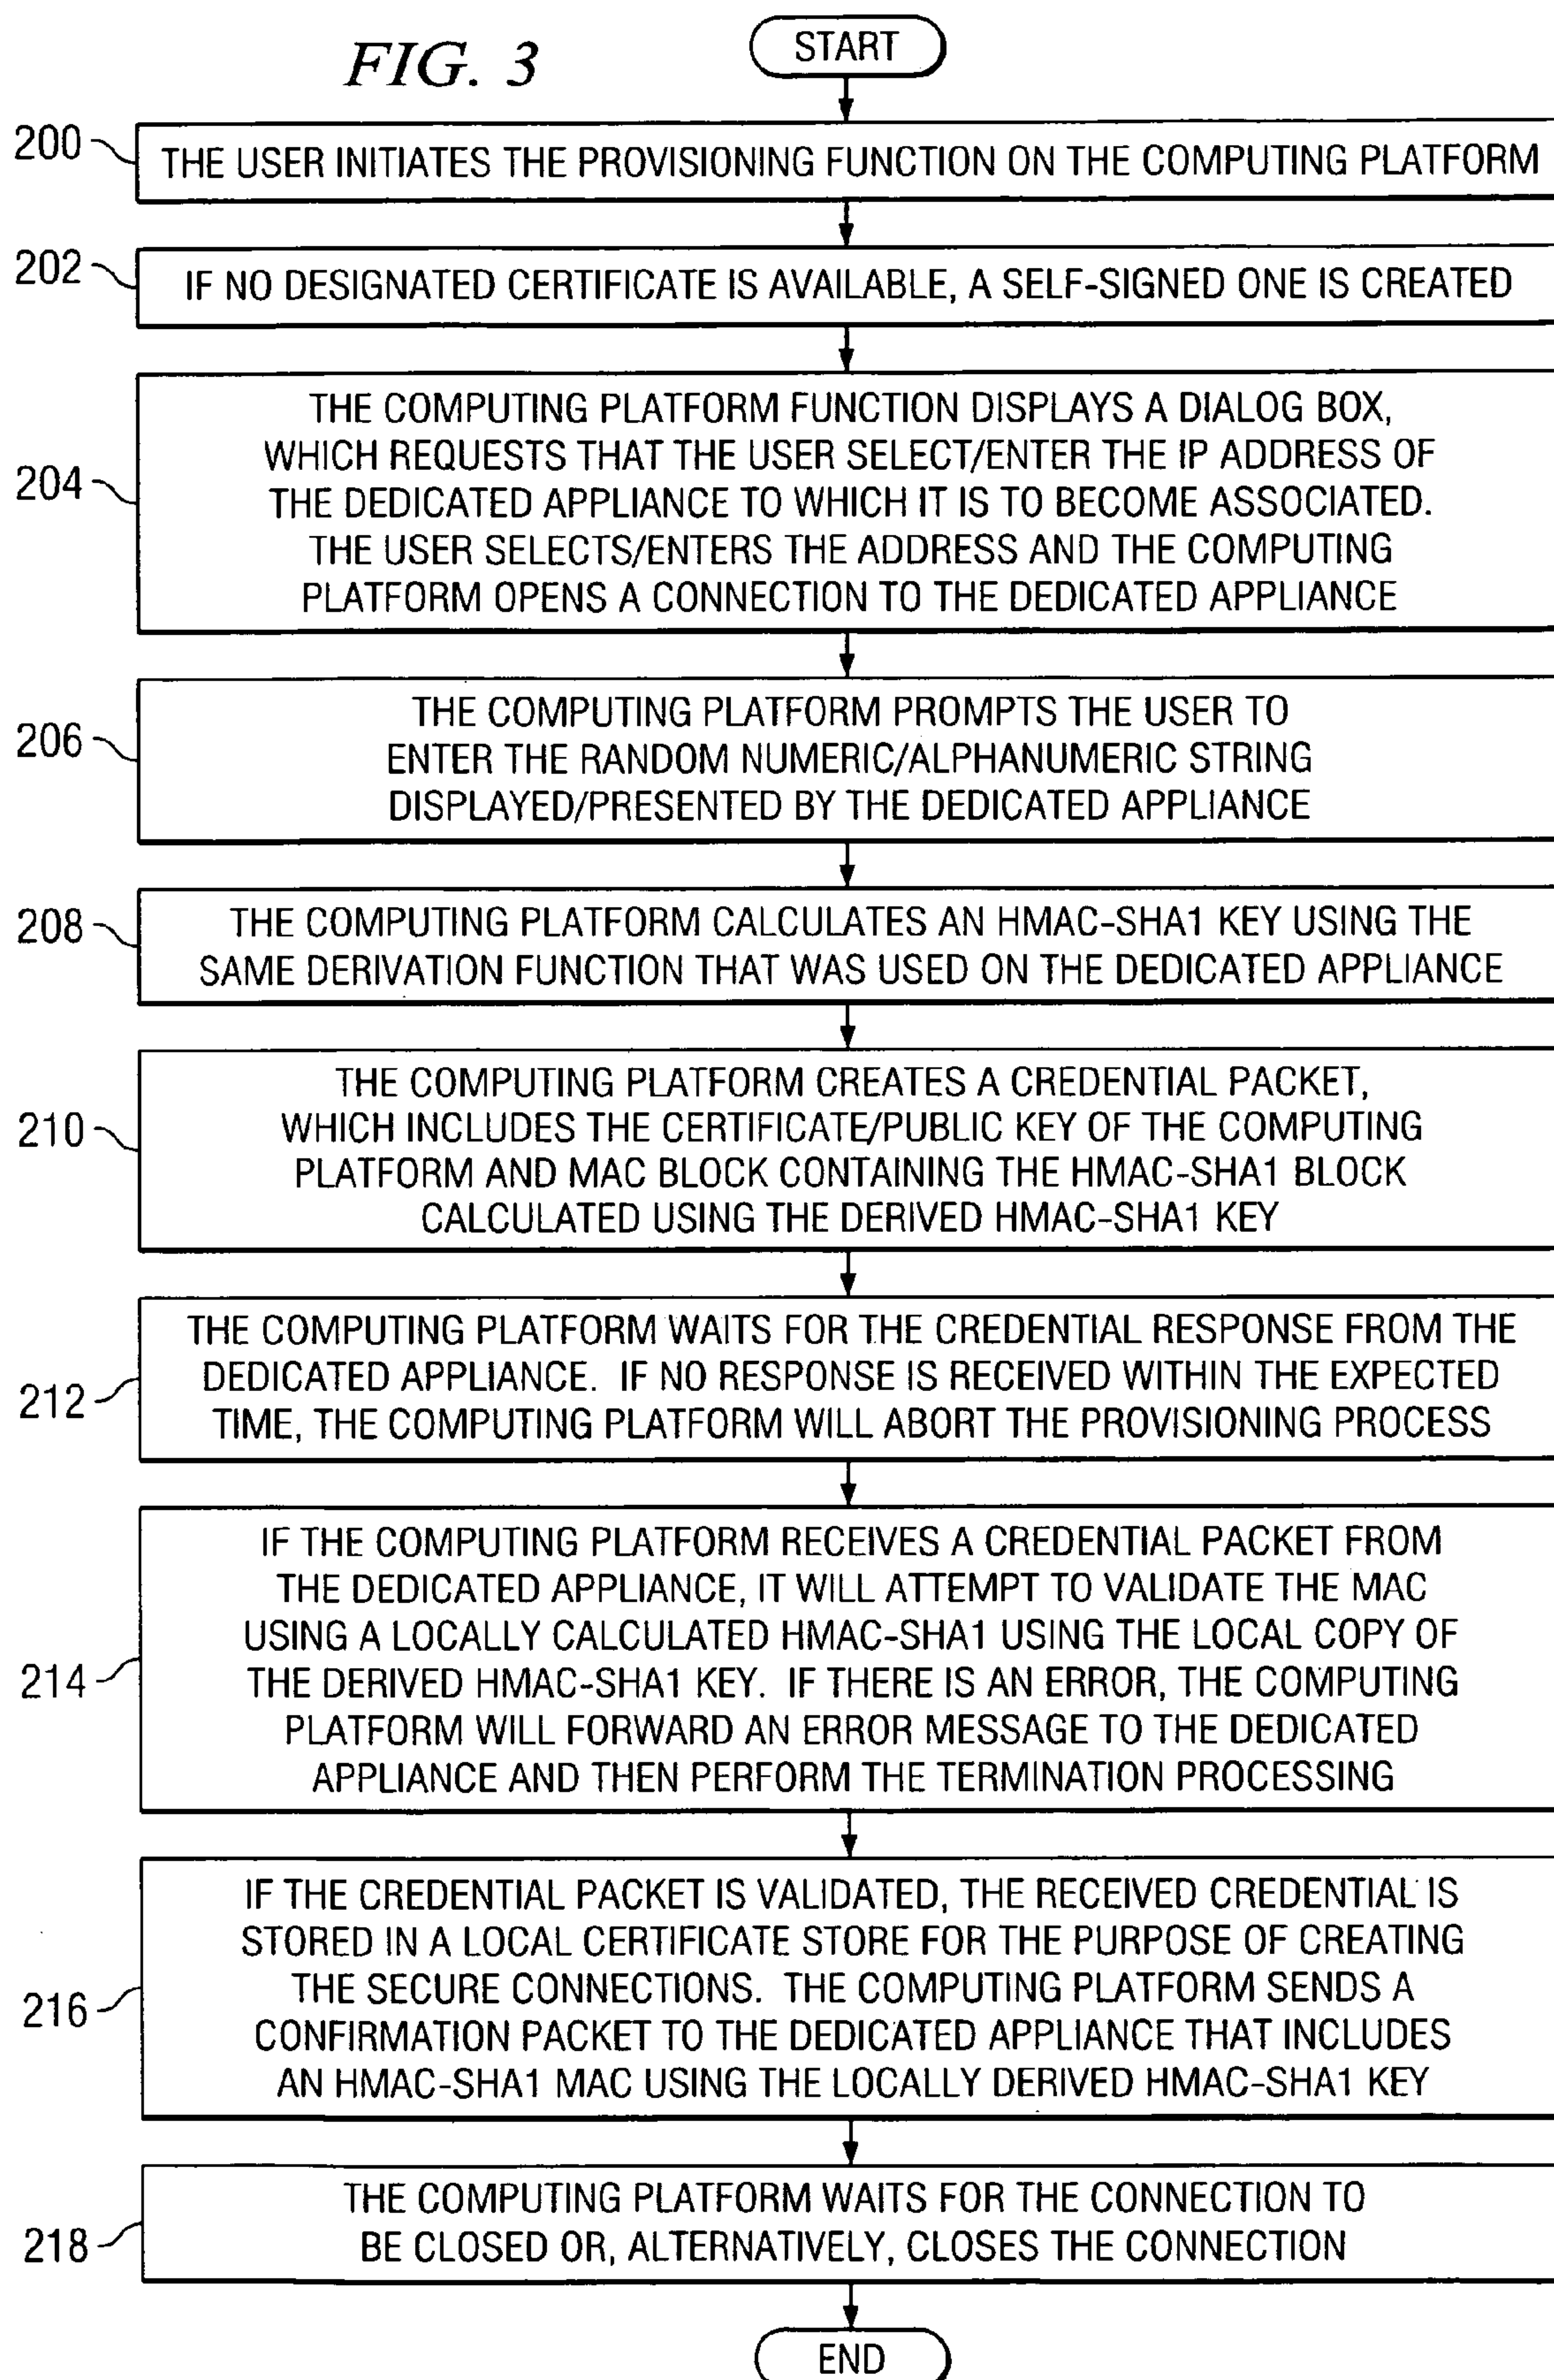 FIG. 3
START
200
THE USER INITIATES THE PROVISIONING FUNCTION ON THE COMPUTING PLATFORM
202
IF NO DESIGNATED CERTIFICATE IS AVAILABLE, A SELF-SIGNED ONE IS CREATED
204
THE COMPUTING PLATFORM FUNCTION DISPLAYS A DIALOG BOX,
WHICH REQUESTS THAT THE USER SELECT/ENTER THE IP ADDRESS OF
THE DEDICATED APPLIANCE TO WHICH IT IS TO BECOME ASSOCIATED.
THE USER SELECTS/ENTERS THE ADDRESS AND THE COMPUTING
PLATFORM OPENS A CONNECTION TO THE DEDICATED APPLIANCE
206
THE COMPUTING PLATFORM PROMPTS THE USER TO
ENTER THE RANDOM NUMERIC/ALPHANUMERIC STRING
DISPLAYED/PRESENTED BY THE DEDICATED APPLIANCE
208
THE COMPUTING PLATFORM CALCULATES AN HMAC-SHA1 KEY USING THE
SAME DERIVATION FUNCTION THAT WAS USED ON THE DEDICATED APPLIANCE
210
THE COMPUTING PLATFORM CREATES A CREDENTIAL PACKET,
WHICH INCLUDES THE CERTIFICATE/PUBLIC KEY OF THE COMPUTING
PLATFORM AND MAC BLOCK CONTAINING THE HMAC-SHA1 BLOCK
CALCULATED USING THE DERIVED HMAC-SHA1 KEY
212
THE COMPUTING PLATFORM WAITS FOR THE CREDENTIAL RESPONSE FROM THE
DEDICATED APPLIANCE. IF NO RESPONSE IS RECEIVED WITHIN THE EXPECTED
TIME, THE COMPUTING PLATFORM WILL ABORT THE PROVISIONING PROCESS
214
IF THE COMPUTING PLATFORM RECEIVES A CREDENTIAL PACKET FROM
THE DEDICATED APPLIANCE, IT WILL ATTEMPT TO VALIDATE THE MAC
USING A LOCALLY CALCULATED HMAC-SHA1 USING THE LOCAL COPY OF
THE DERIVED HMAC-SHA1 KEY. IF THERE IS AN ERROR, THE COMPUTING
PLATFORM WILL FORWARD AN ERROR MESSAGE TO THE DEDICATED
APPLIANCE AND THEN PERFORM THE TERMINATION PROCESSING
216
IF THE CREDENTIAL PACKET IS VALIDATED, THE RECEIVED CREDENTIAL IS
STORED IN A LOCAL CERTIFICATE STORE FOR THE PURPOSE OF CREATING
THE SECURE CONNECTIONS. THE COMPUTING PLATFORM SENDS A
CONFIRMATION PACKET TO THE DEDICATED APPLIANCE THAT INCLUDES
AN HMAC-SHA1 MAC USING THE LOCALLY DERIVED HMAC-SHA1 KEY
218
THE COMPUTING PLATFORM WAITS FOR THE CONNECTION TO
BE CLOSED OR, ALTERNATIVELY, CLOSES THE CONNECTION
END